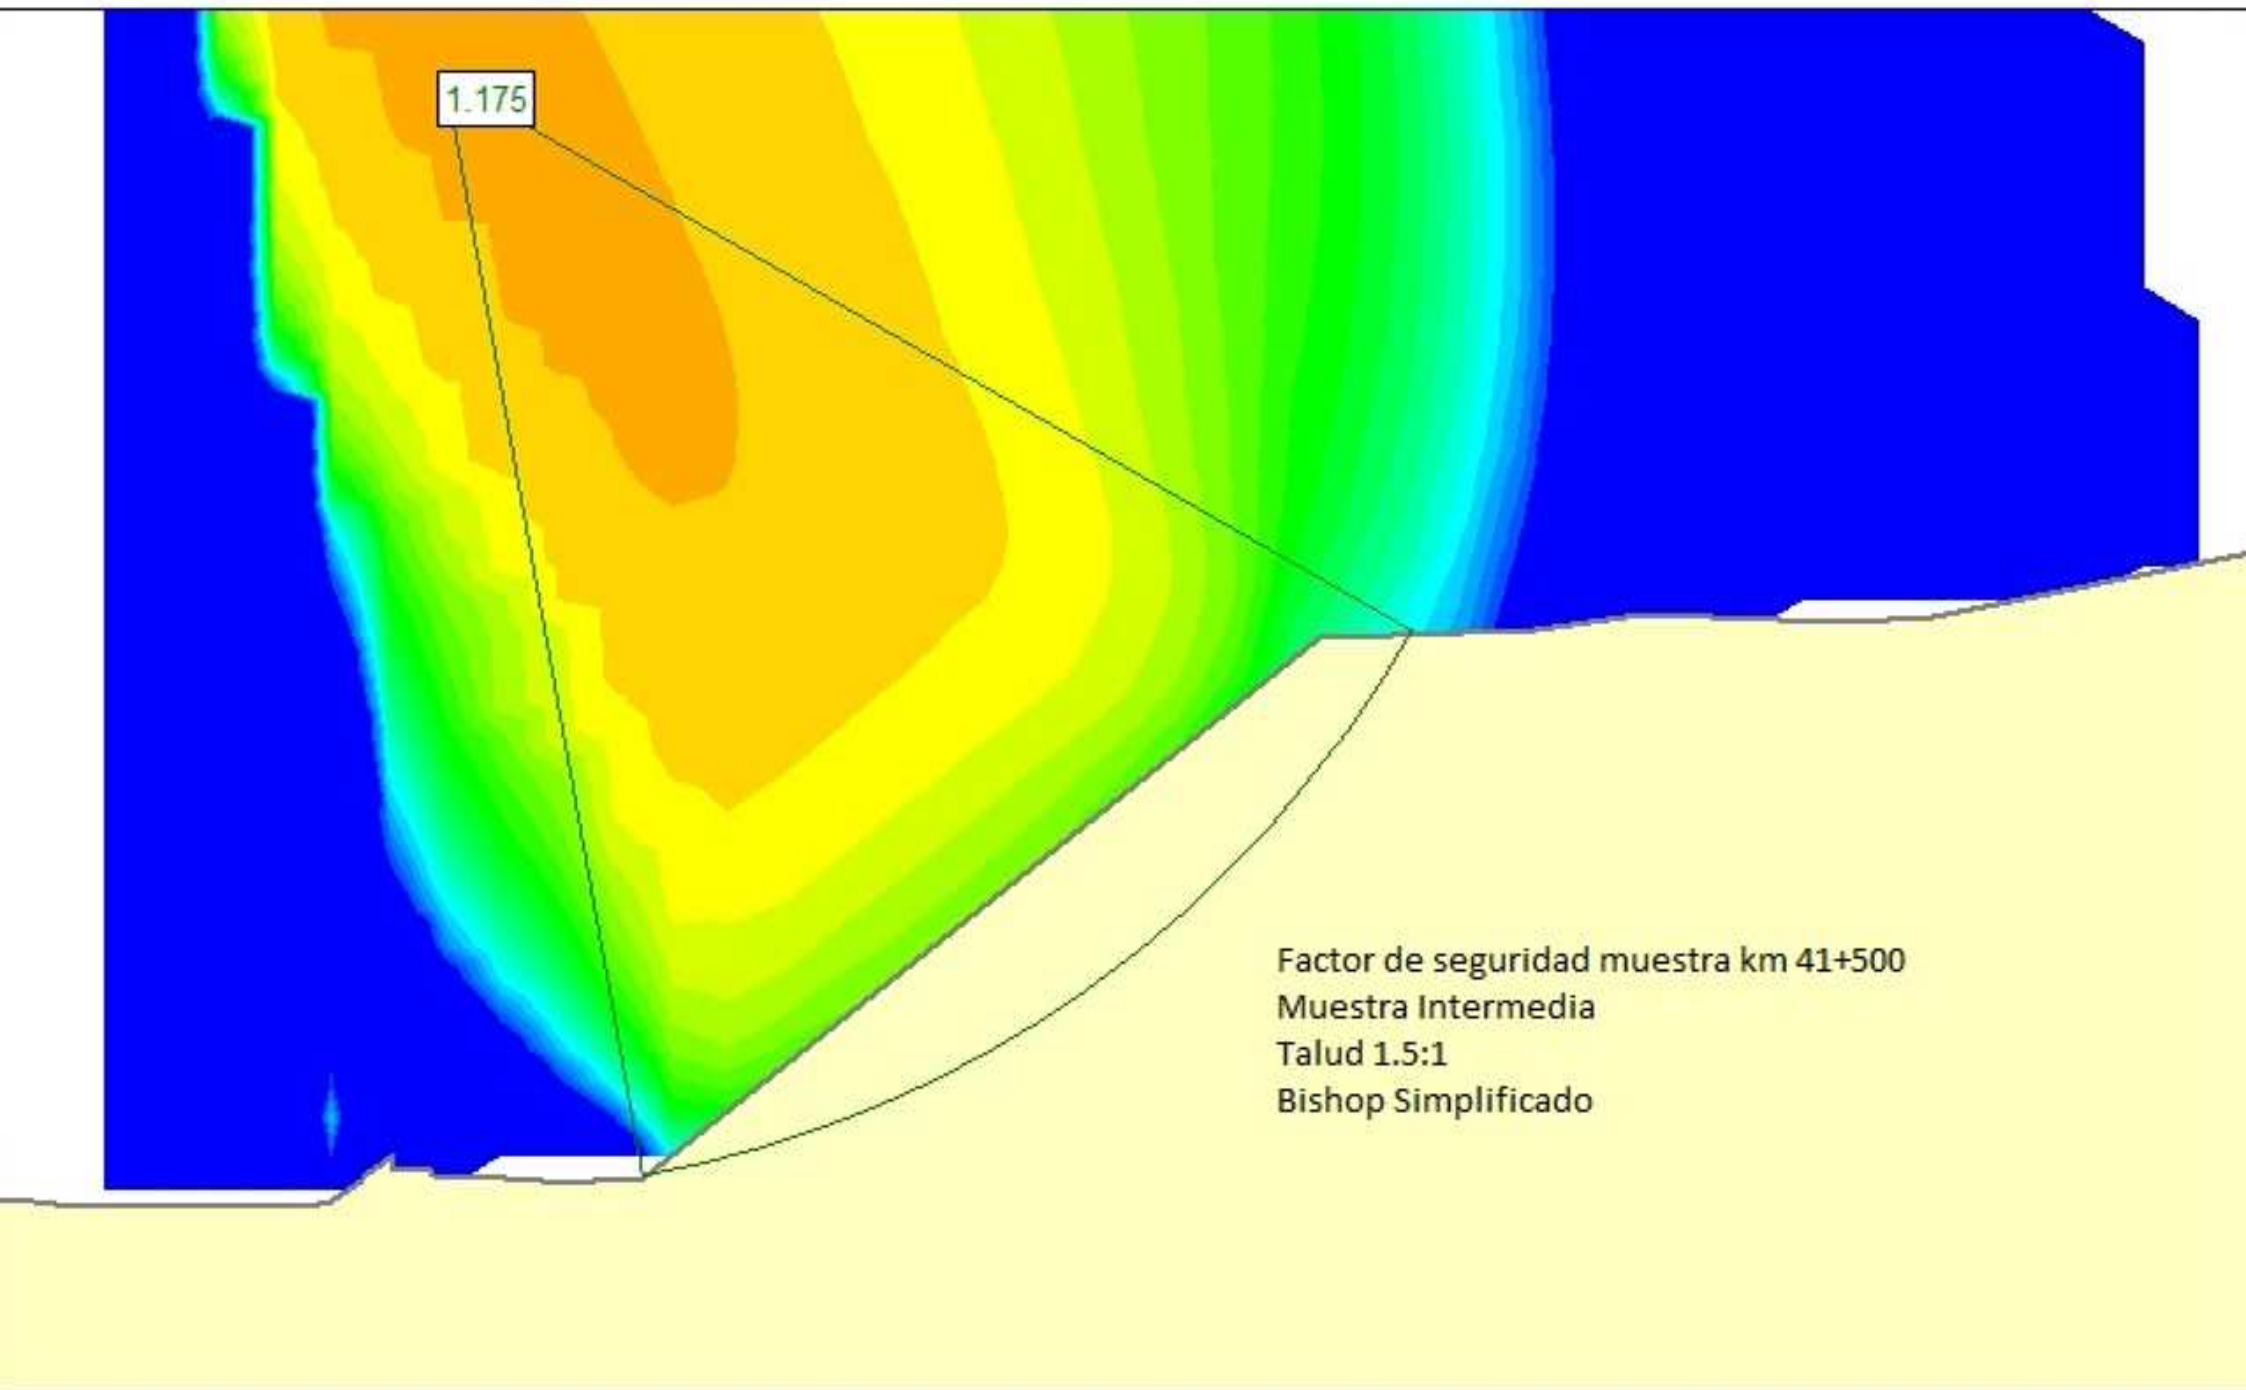 1.175
Factor de seguridad muestra km 41+500
Muestra Intermedia
Talud 1.5:1
Bishop Simplificado